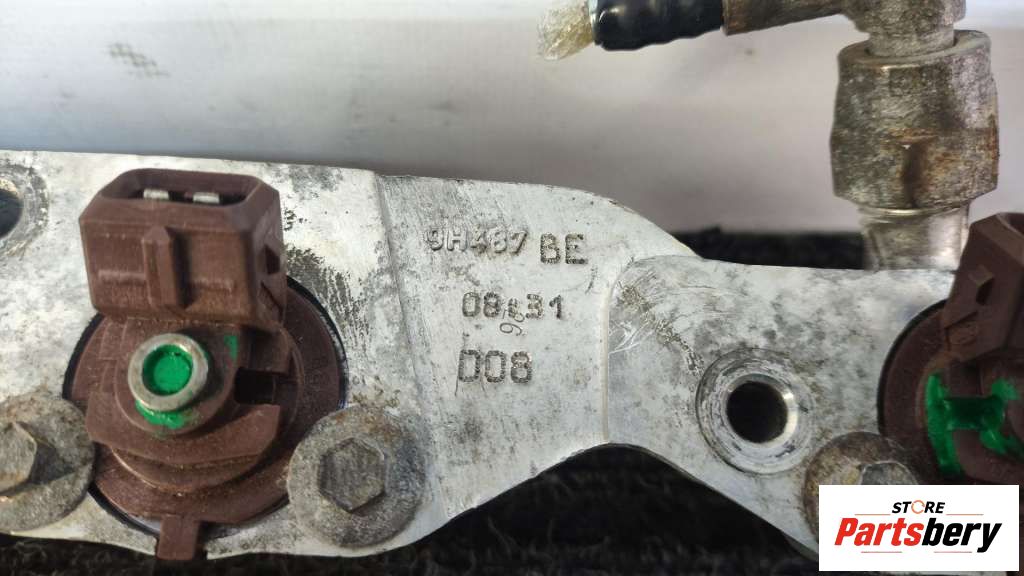 9H487 BE
08 31
D08
STORE
Partsbery